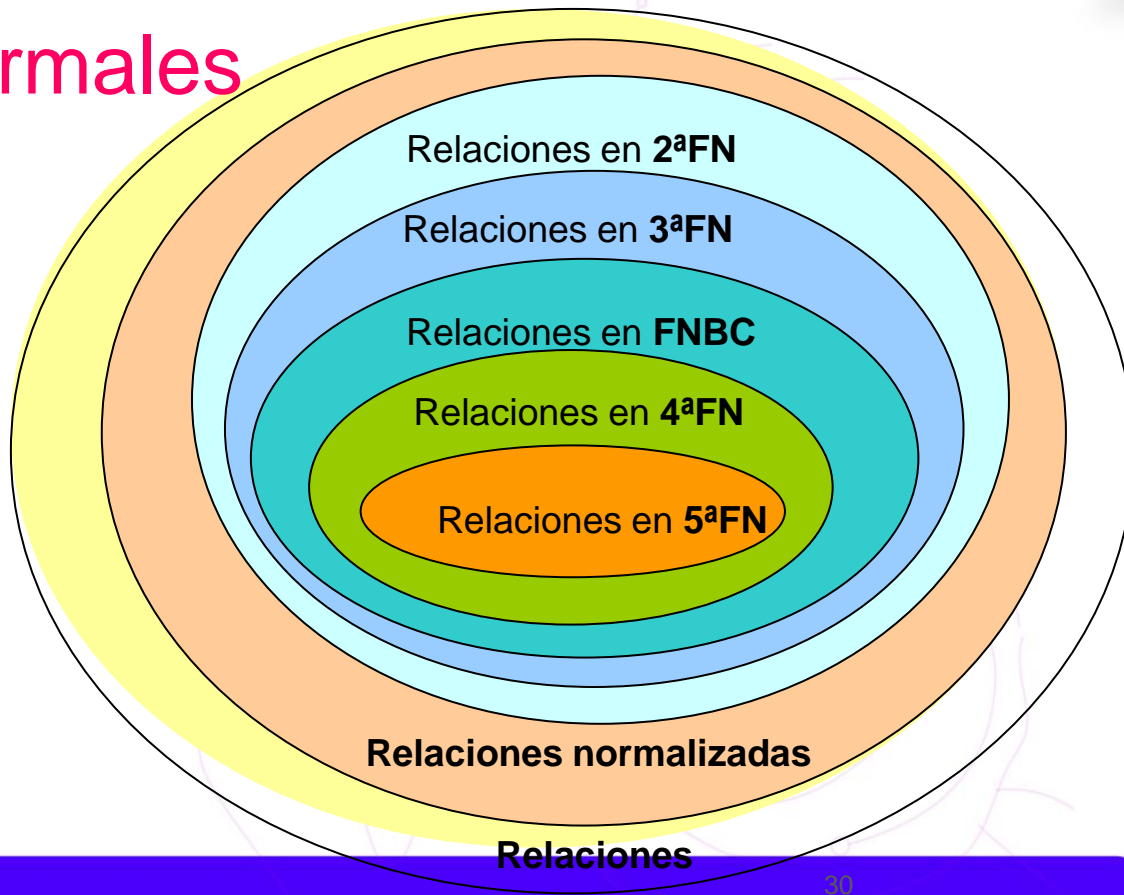 rmales
Relaciones en 2ªFN
Relaciones en 3ªFN
Relaciones en FNBC
Relaciones en 4ªFN
Relaciones en 5ªFN
Relaciones normalizadas
Relaciones
30